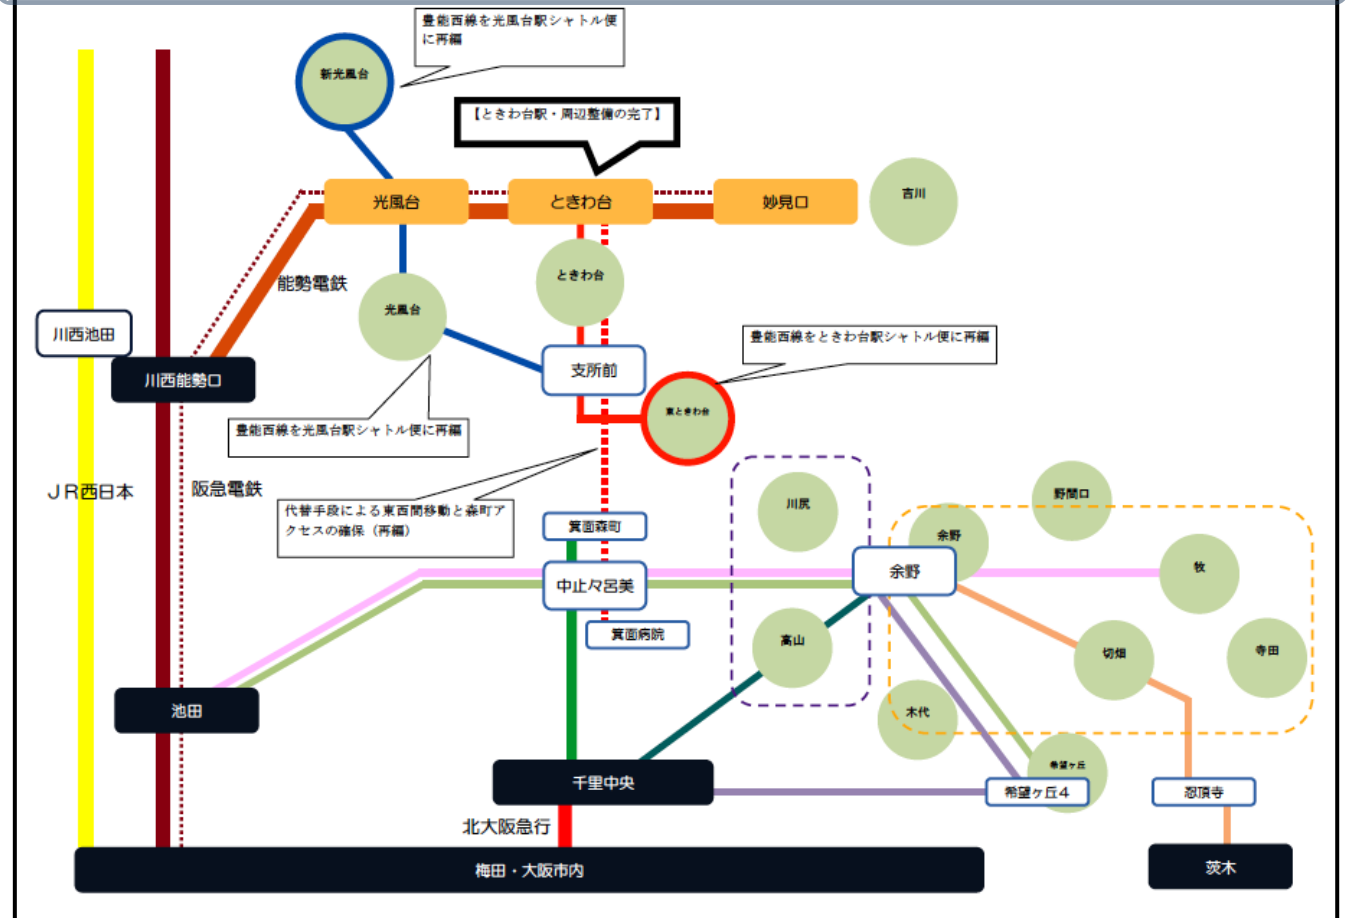 豊能西線を光風台駅シャトル便
に再編
新光風台
【ときわ台駅・周辺整備の完了】
光風台
ときわ台
妙見口
吉川
能勢電鉄
ときわ台
光風台
川西池田
豊能西線をときわ台駅シャトル便に再編
支所前
川西能勢口
東ときわ台
豊能西線を光風台駅シャトル便に再編
JR西日本
阪急電鉄
代替手段による東西間移動と森町ア
クセスの確保（再編）
川尻
野間口
箕面森町
余野
余野
牧
中止々呂美
箕面病院
高山
切畑
寺田
池田
木代
希望ヶ丘
千里中央
希望ヶ丘4
忍頂寺
北大阪急行
梅田・大阪市内
茨木